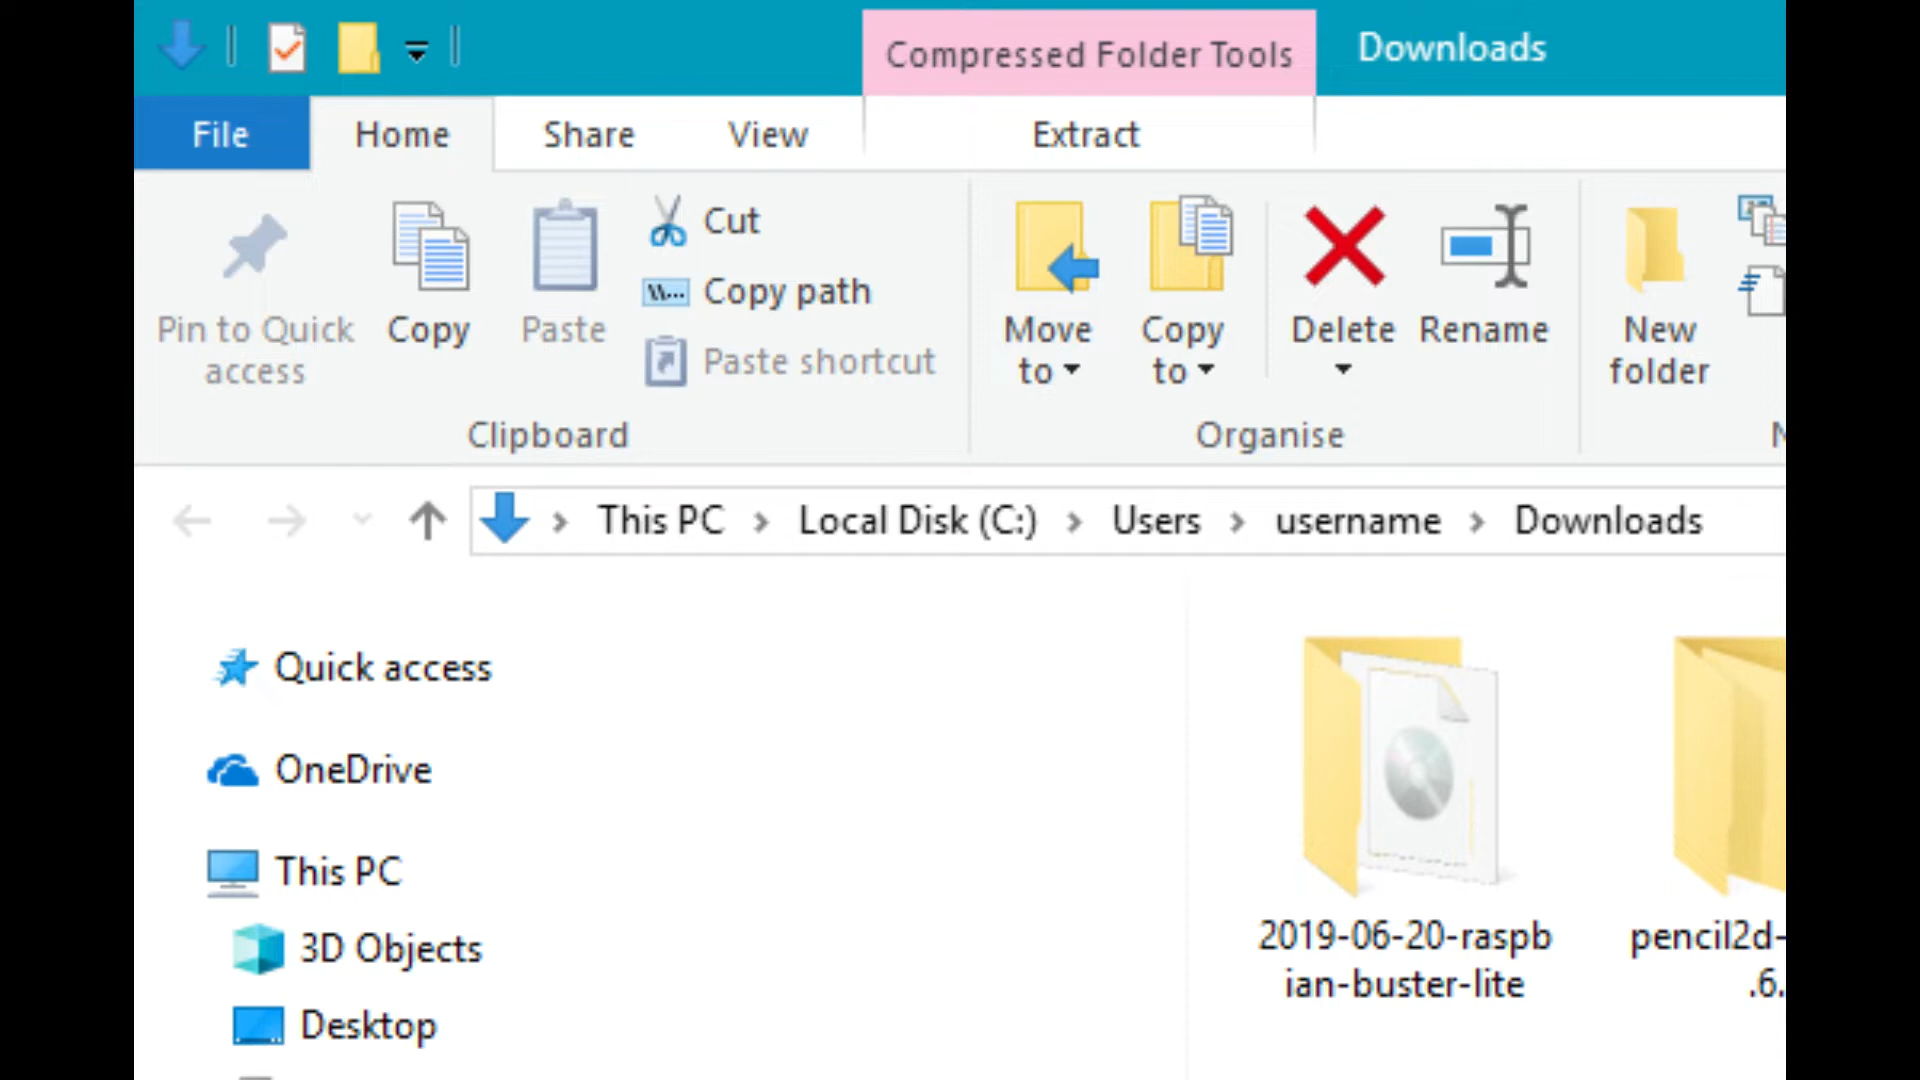 Compressed Folder Tools
Downloads
File
Home
Share
View
Extract
Pin to Quick
access
Copy
Paste
Cut
Copy path
Paste shortcut
Clipboard
Move
to
Copy
to
Delete
Rename
Organise
New
folder
This PC > Local Disk (C:) > Users > username > Downloads
Quick access
OneDrive
This PC
3D Objects
Desktop
2019-06-20-raspb
ian-buster-lite
pencil2d-
.6.